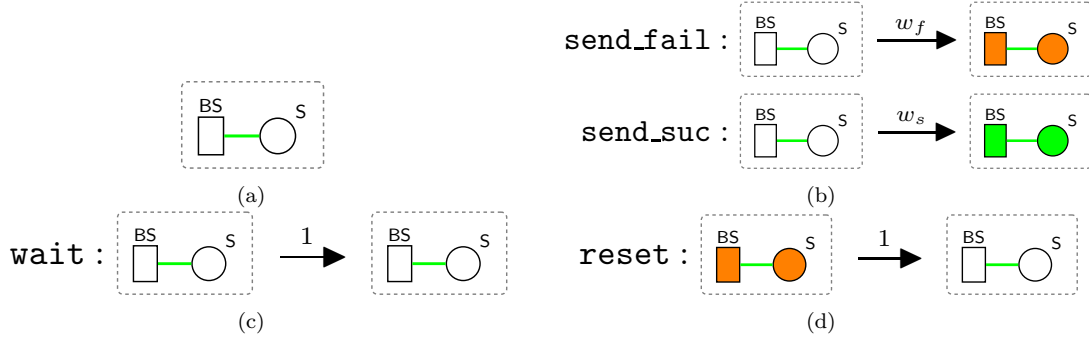 BS S
(a)
send_fail : BS S w_f BS S
send_suc : BS S w_s BS S
(b)
wait : BS S 1 BS S
(c)
reset : BS S 1 BS S
(d)